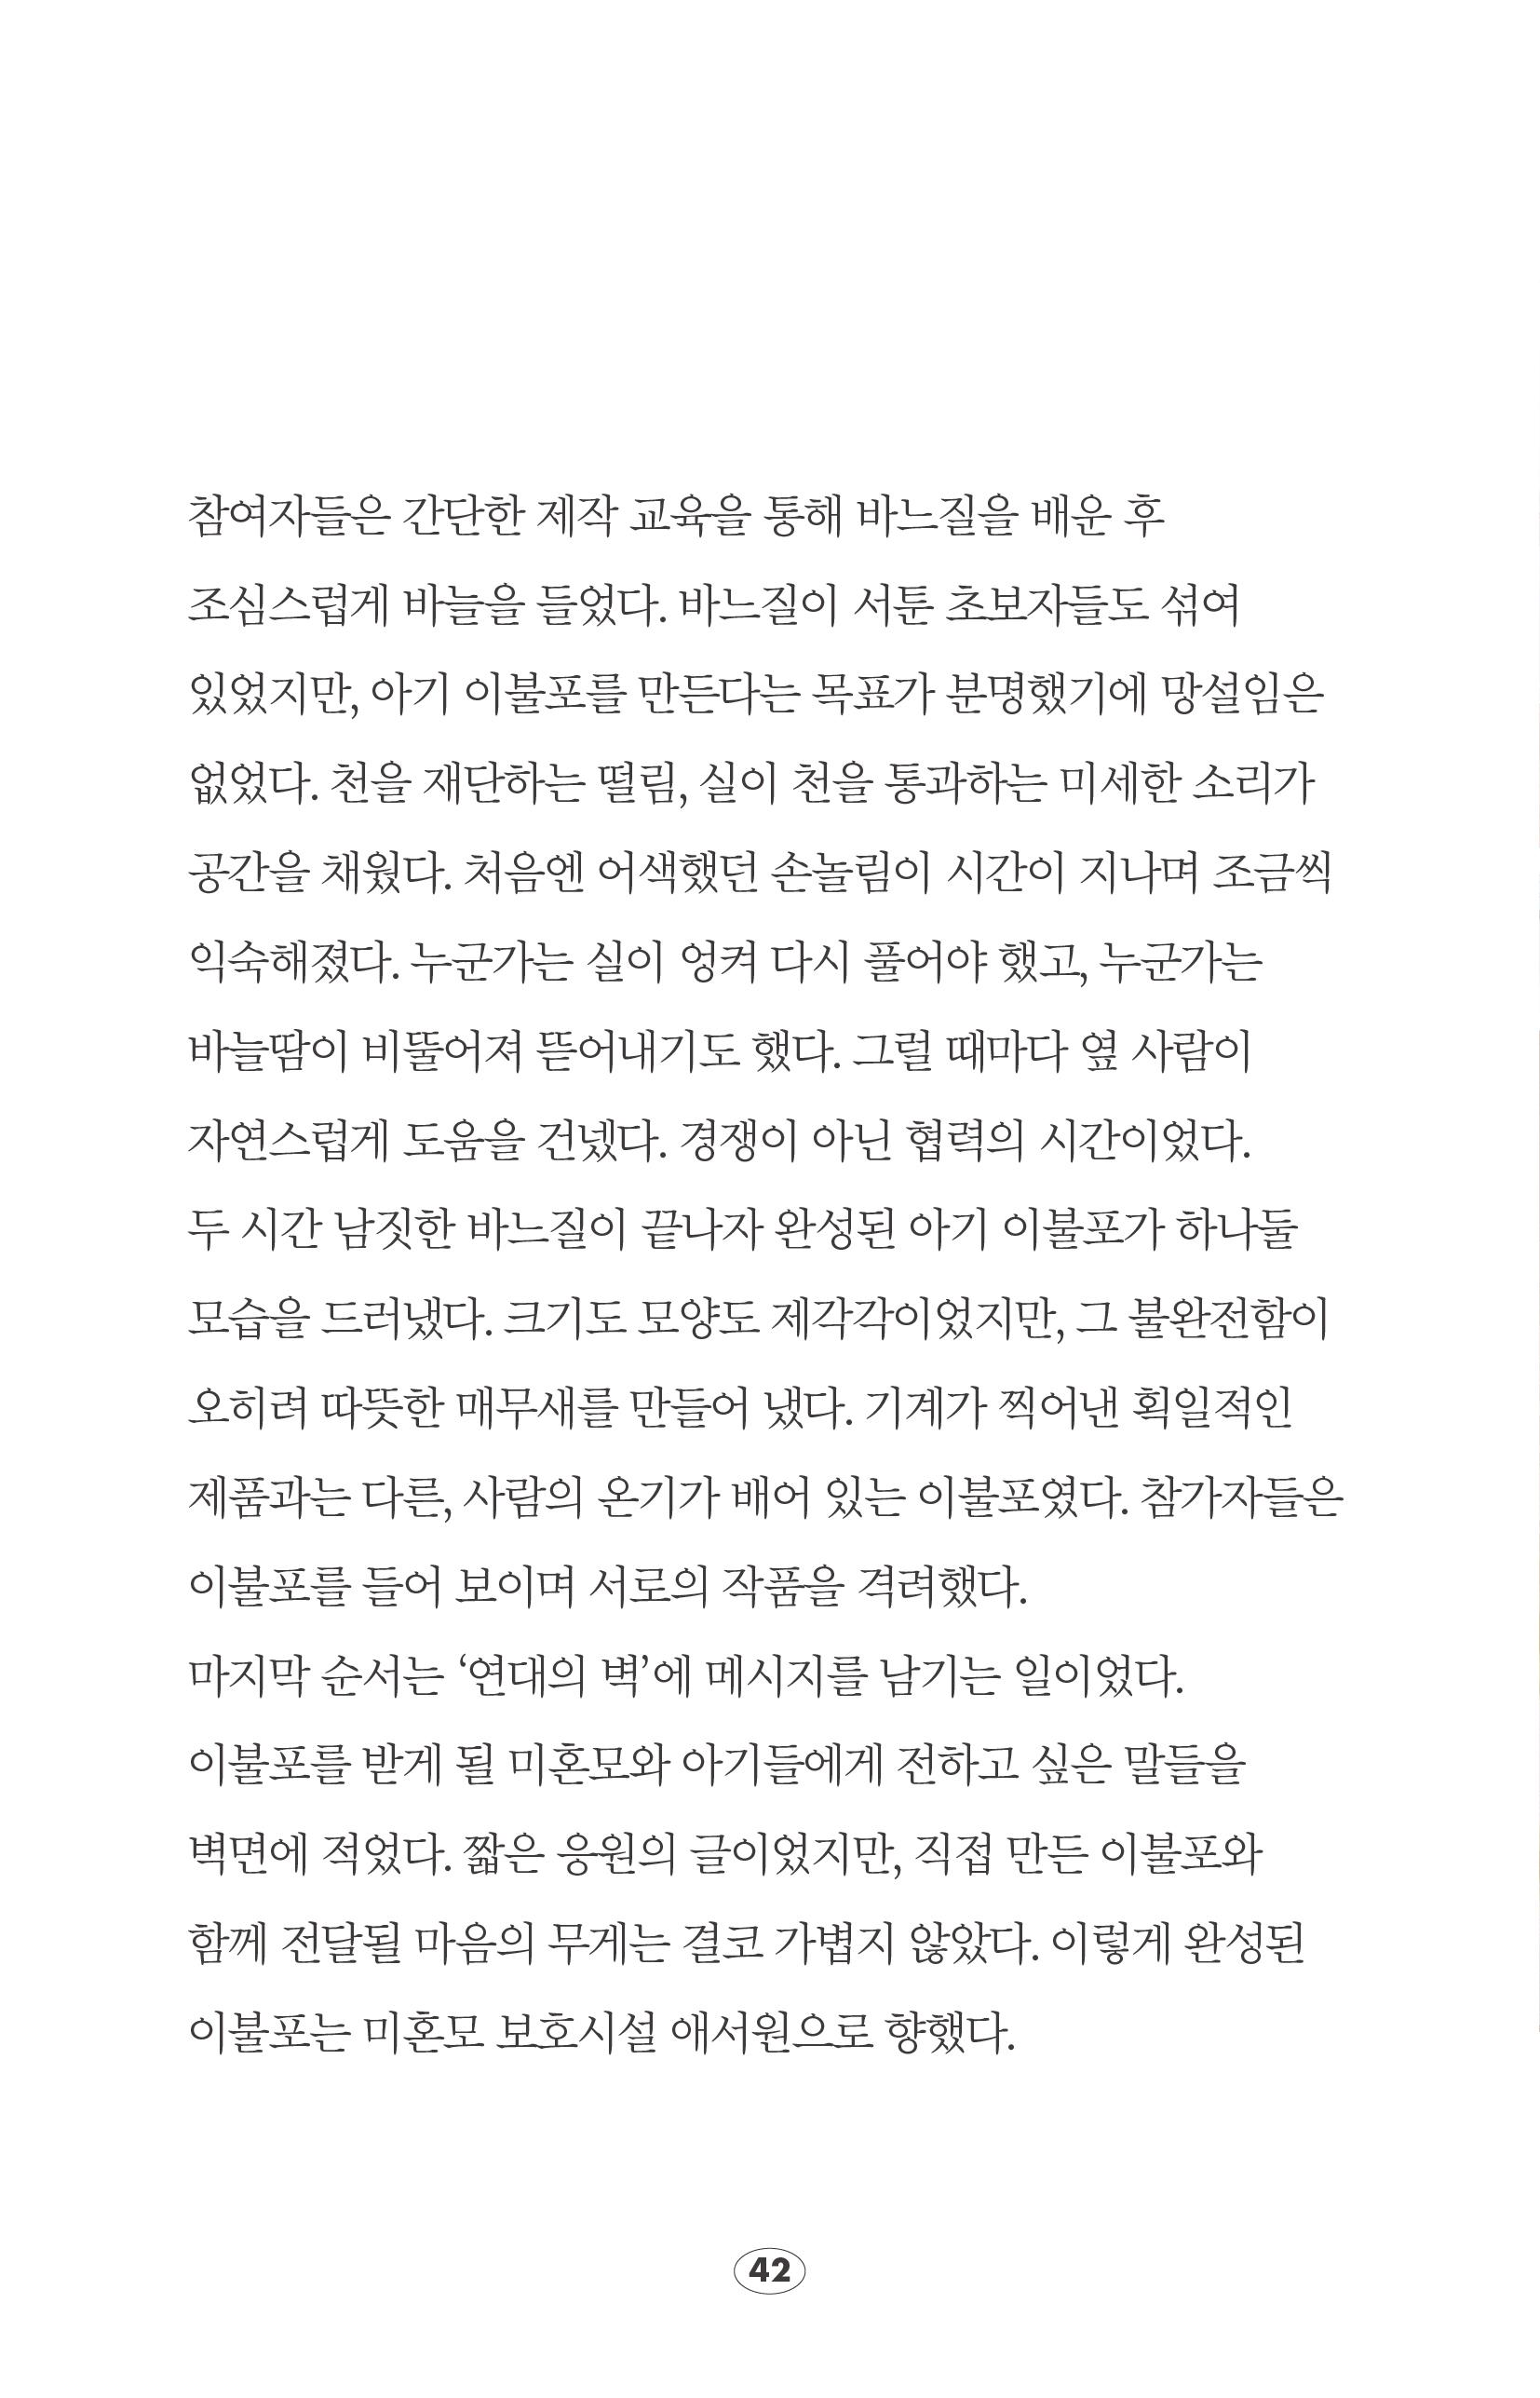 참여자들은 간단한 제작 교육을 통해 바느질을 배운 후
조심스럽게 바늘을 들었다. 바느질이 서툰 초보자들도 섞여
있었지만, 아기 이불포를 만든다는 목표가 분명했기에 망설임은
없었다. 천을 재단하는 떨림, 실이 천을 통과하는 미세한 소리가
공간을 채웠다. 처음엔 어색했던 손놀림이 시간이 지나며 조금씩
익숙해졌다. 누군가는 실이 엉켜 다시 풀어야 했고, 누군가는
바늘땀이 비뚤어져 뜯어내기도 했다. 그럴 때마다 옆 사람이
자연스럽게 도움을 건넸다. 경쟁이 아닌 협력의 시간이었다.
두 시간 남짓한 바느질이 끝나자 완성된 아기 이불포가 하나둘
모습을 드러냈다. 크기도 모양도 제각각이었지만, 그 불완전함이
오히려 따뜻한 매무새를 만들어 냈다. 기계가 찍어낸 획일적인
제품과는 다른, 사람의 온기가 배어 있는 이불포였다. 참가자들은
이불포를 들어 보이며 서로의 작품을 격려했다.
마지막 순서는 ‘연대의 벽’에 메시지를 남기는 일이었다.
이불포를 받게 될 미혼모와 아기들에게 전하고 싶은 말들을
벽면에 적었다. 짧은 응원의 글이었지만, 직접 만든 이불포와
함께 전달될 마음의 무게는 결코 가볍지 않았다. 이렇게 완성된
이불포는 미혼모 보호시설 애서원으로 향했다.
42